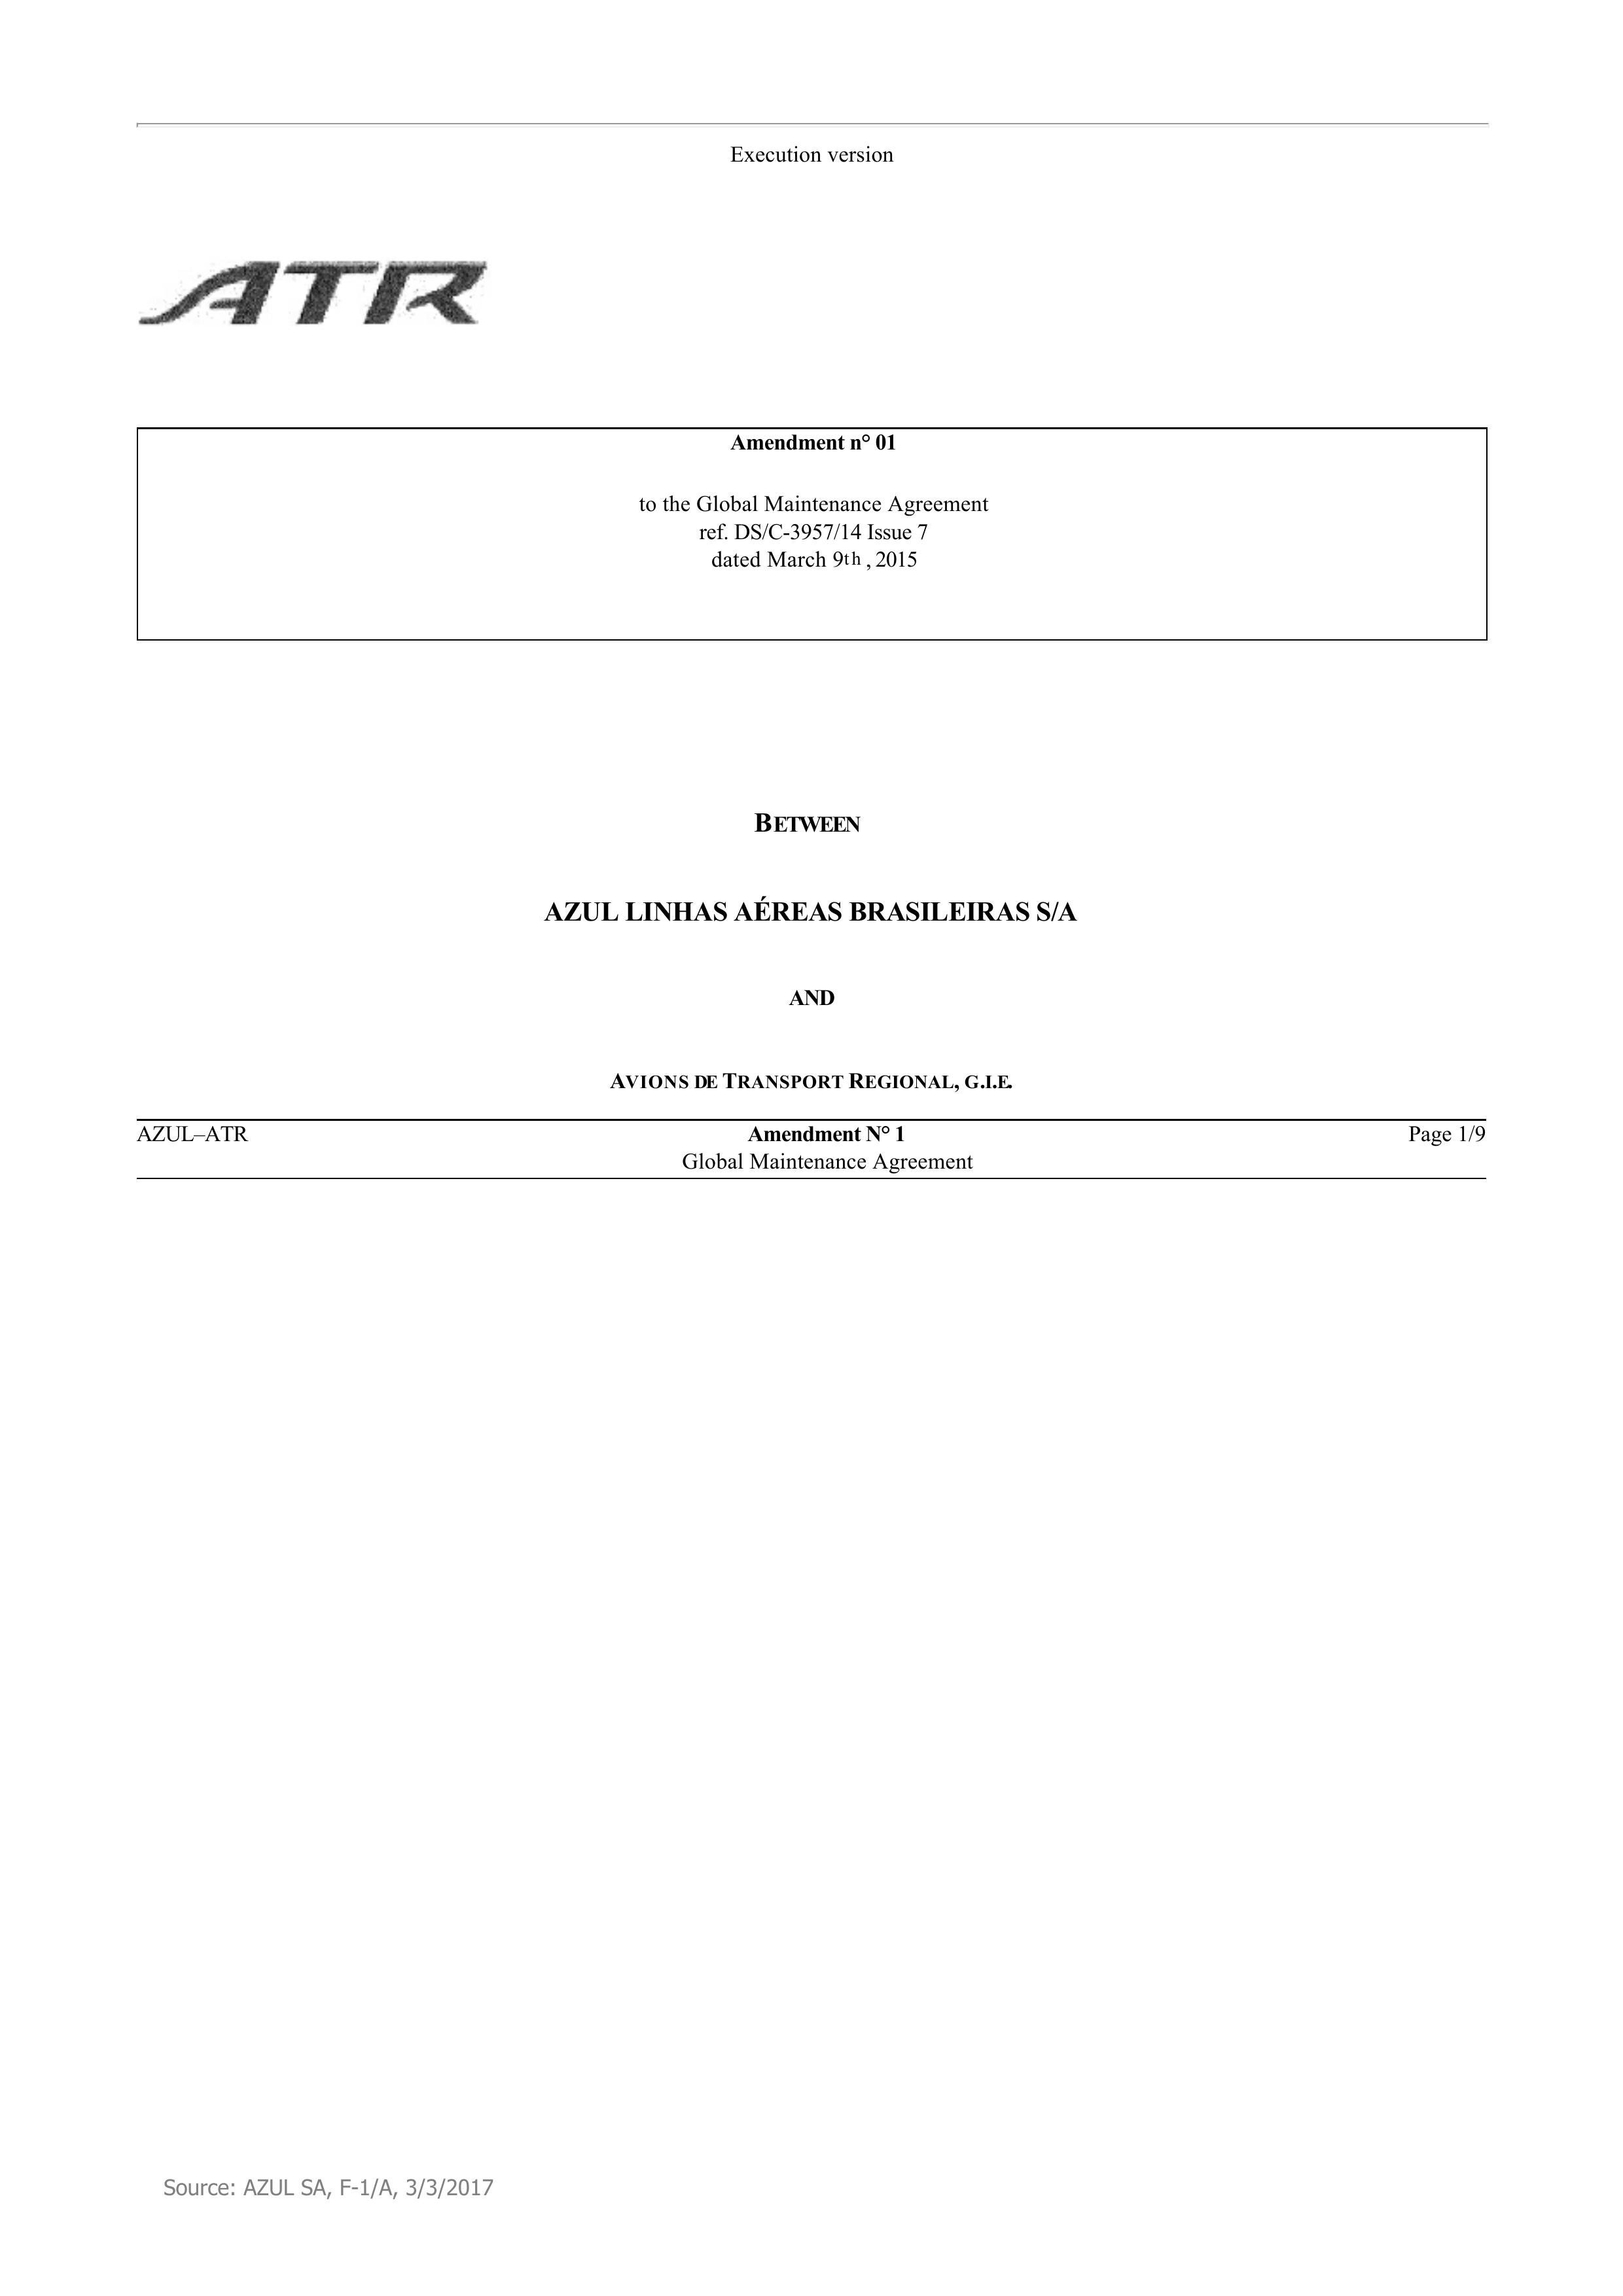 Execution version
ATR
Amendment n° 01
to the Global Maintenance Agreement
ref. DS/C-3957/14 Issue 7
dated March 9th , 2015
BETWEEN
AZUL LINHAS AÉREAS BRASILEIRAS S/A
AND
AVIONS DE TRANSPORT REGIONAL, G.I.E.
AZUL–ATR Amendment N° 1 Page 1/9
Global Maintenance Agreement
Source: AZUL SA, F-1/A, 3/3/2017